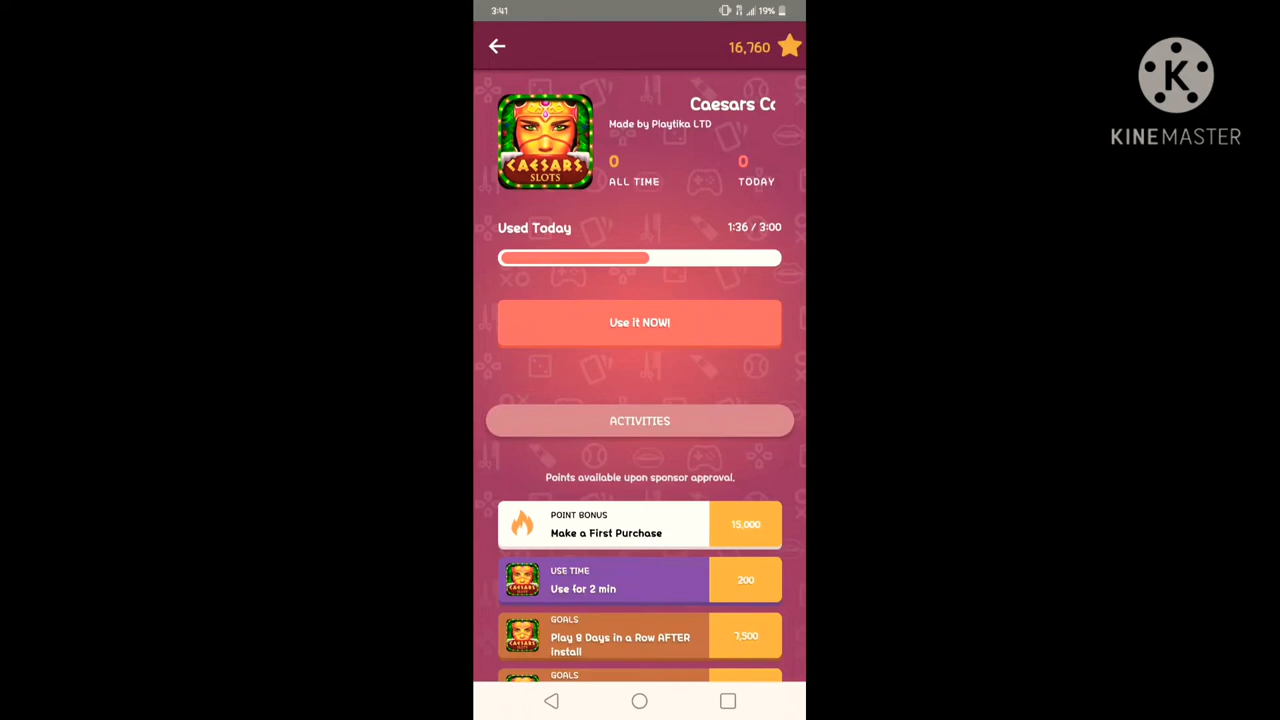 3:41
19%
16,760
Caesars Cc
Made by Playtika LTD
0
0
ALL TIME
TODAY
CAESARS
SLOTS
Used Today
1:36 / 3:00
Use it NOW!
ACTIVITIES
Points available upon sponsor approval.
POINT BONUS
Make a First Purchase
15,000
USE TIME
Use for 2 min
200
GOALS
Play 8 Days in a Row AFTER
Install
7,500
GOALS
K
KINEMASTER